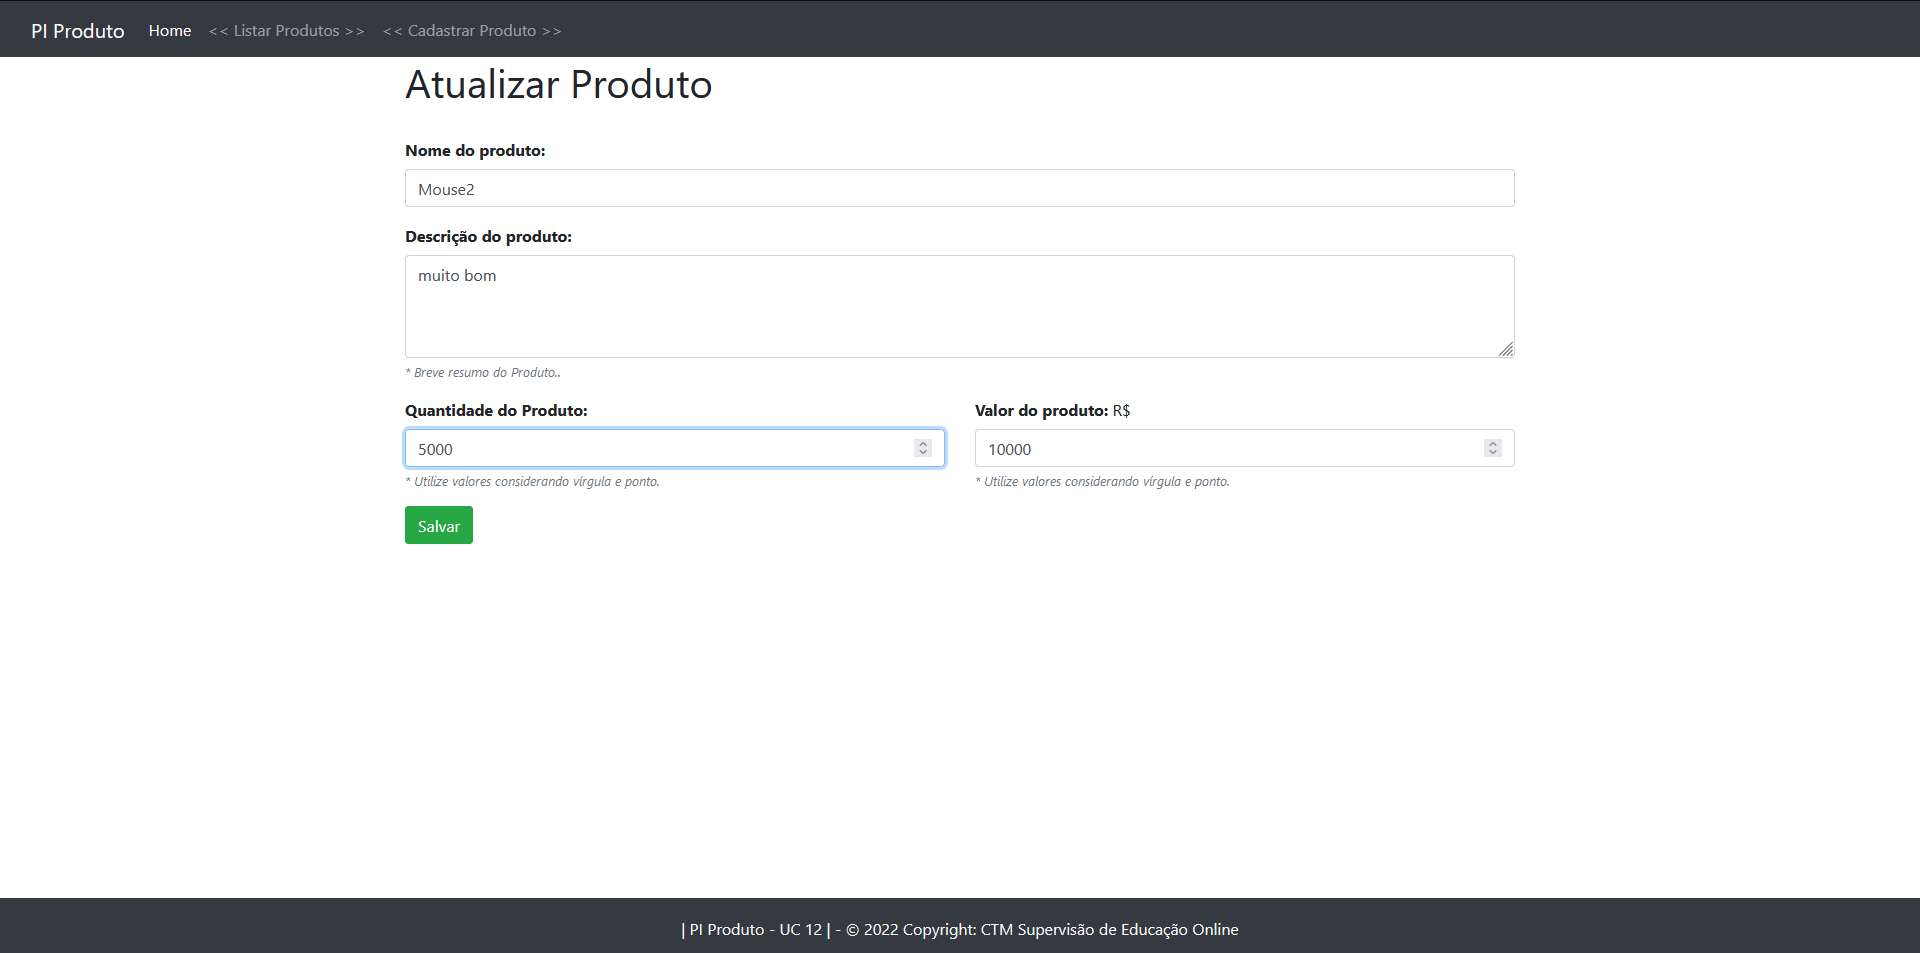 PI Produto Home << Listar Produtos >> << Cadastrar Produto >>
Atualizar Produto
Nome do produto:
Mouse2
Descrição do produto:
muito bom
* Breve resumo do Produto..
Quantidade do Produto:
5000
* Utilize valores considerando vírgula e ponto.
Valor do produto: R$
10000
* Utilize valores considerando vírgula e ponto.
Salvar
| PI Produto - UC 12 | - © 2022 Copyright: CTM Supervisão de Educação Online